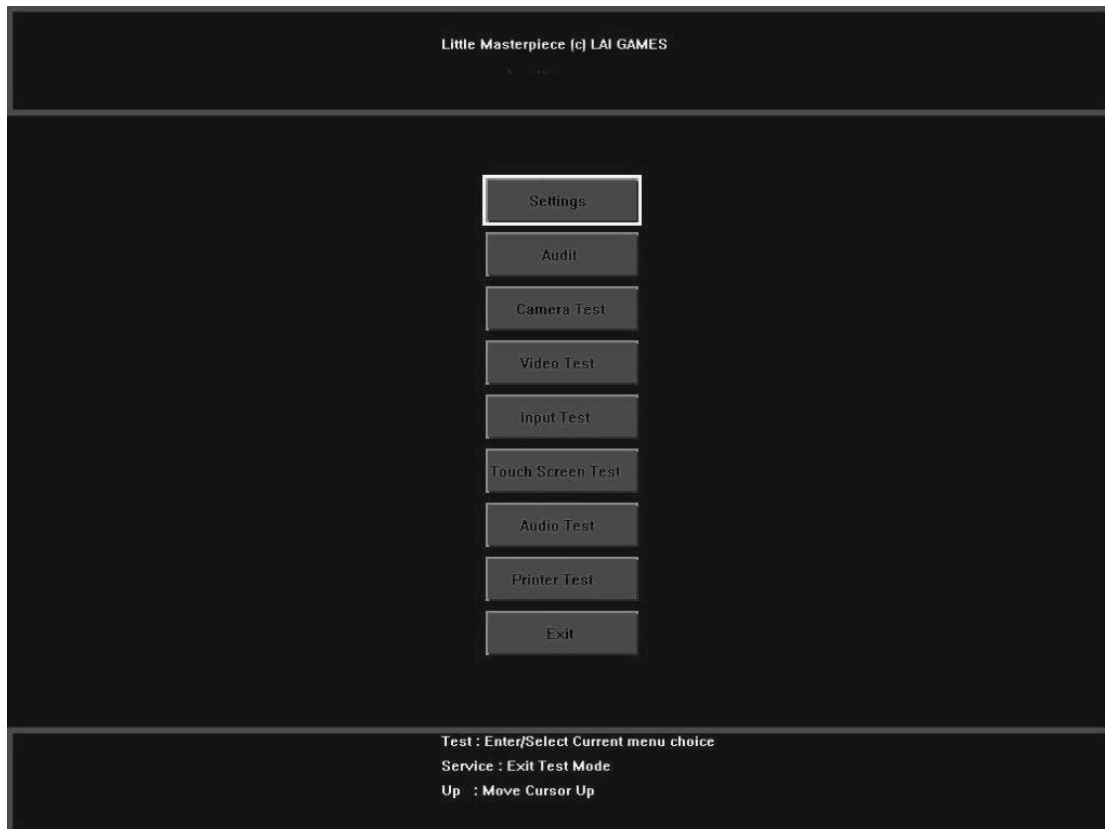 Little Masterpiece (c) LAI GAMES
Settings
Audit
Camera Test
Video Test
Input Test
Touch Screen Test
Audio Test
Printer Test
Exit
Test : Enter/Select Current menu choice
Service : Exit Test Mode
Up : Move Cursor Up